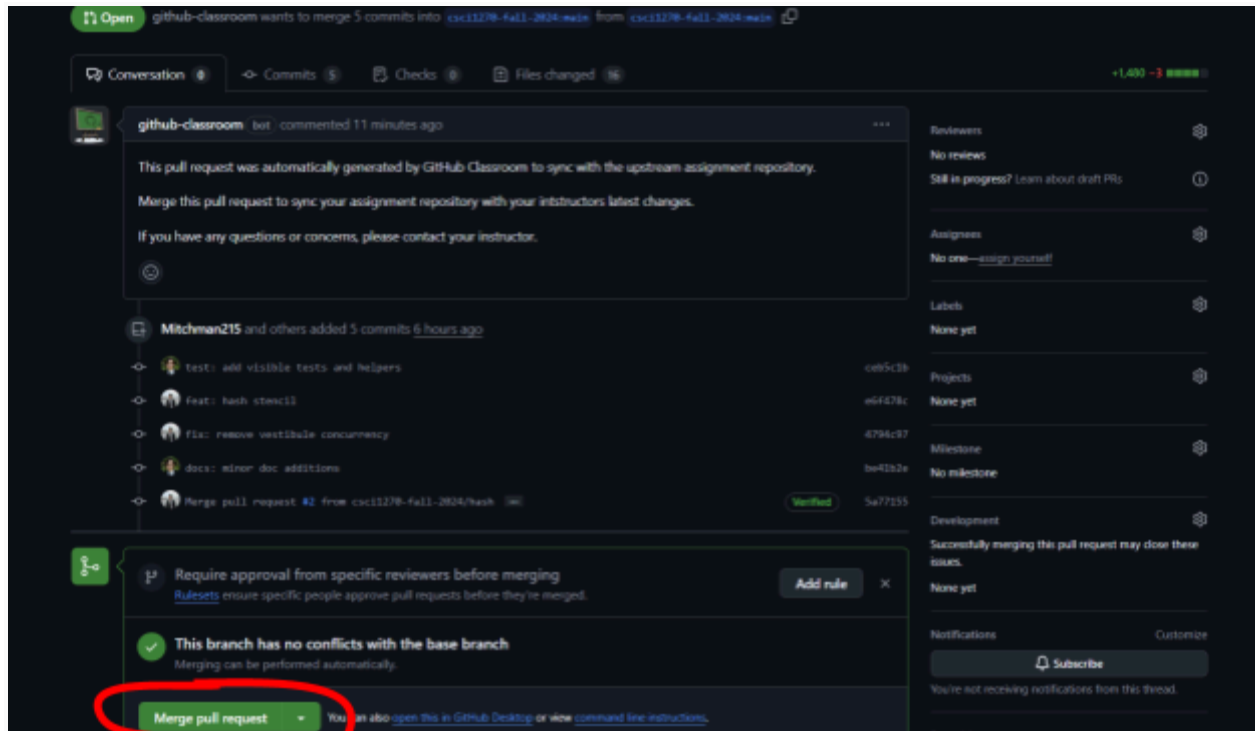 Open github-classroom wants to merge 5 commits into csci1270-fall-2024:main from csci1270-fall-2024:main
Conversation 0 Commits 5 Checks 0 Files changed 16 +1,480 −3
github-classroom bot commented 11 minutes ago
This pull request was automatically generated by GitHub Classroom to sync with the upstream assignment repository.
Merge this pull request to sync your assignment repository with your intstructors latest changes.
If you have any questions or concerns, please contact your instructor.
Mitchman215 and others added 5 commits 6 hours ago
test: add visible tests and helpers ceb5c1b
feat: hash stencil e6f478c
fix: remove vestibule concurrency 4794c97
docs: minor doc additions be41b2e
Merge pull request #2 from csci1270-fall-2024/hash Verified 5a77155
Require approval from specific reviewers before merging
Rulesets ensure specific people approve pull requests before they're merged.
Add rule
This branch has no conflicts with the base branch
Merging can be performed automatically.
Merge pull request You can also open this in GitHub Desktop or view command line instructions.
Reviewers
No reviews
Still in progress? Learn about draft PRs
Assignees
No one—assign yourself
Labels
None yet
Projects
None yet
Milestone
No milestone
Development
Successfully merging this pull request may close these
issues.
None yet
Notifications Customize
Subscribe
You're not receiving notifications from this thread.